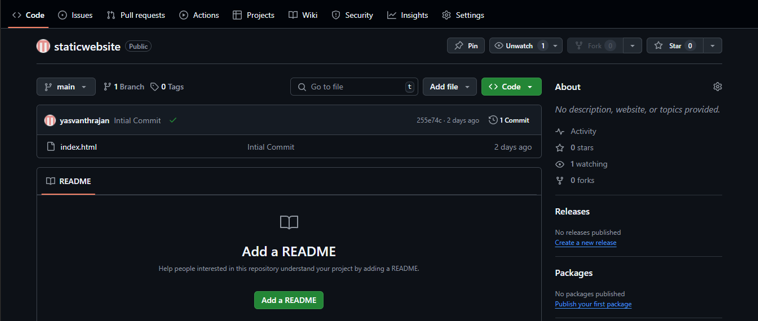 Code Issues Pull requests Actions Projects Wiki Security Insights Settings
staticwebsite Public Pin Unwatch 1 Fork 0 Star 0
main 1 Branch 0 Tags Go to file t Add file Code
yasvanthrajan Intial Commit 255e74c · 2 days ago 1 Commit
index.html Intial Commit 2 days ago
README
Add a README
Help people interested in this repository understand your project by adding a README.
Add a README
About
No description, website, or topics provided.
Activity
0 stars
1 watching
0 forks
Releases
No releases published
Create a new release
Packages
No packages published
Publish your first package